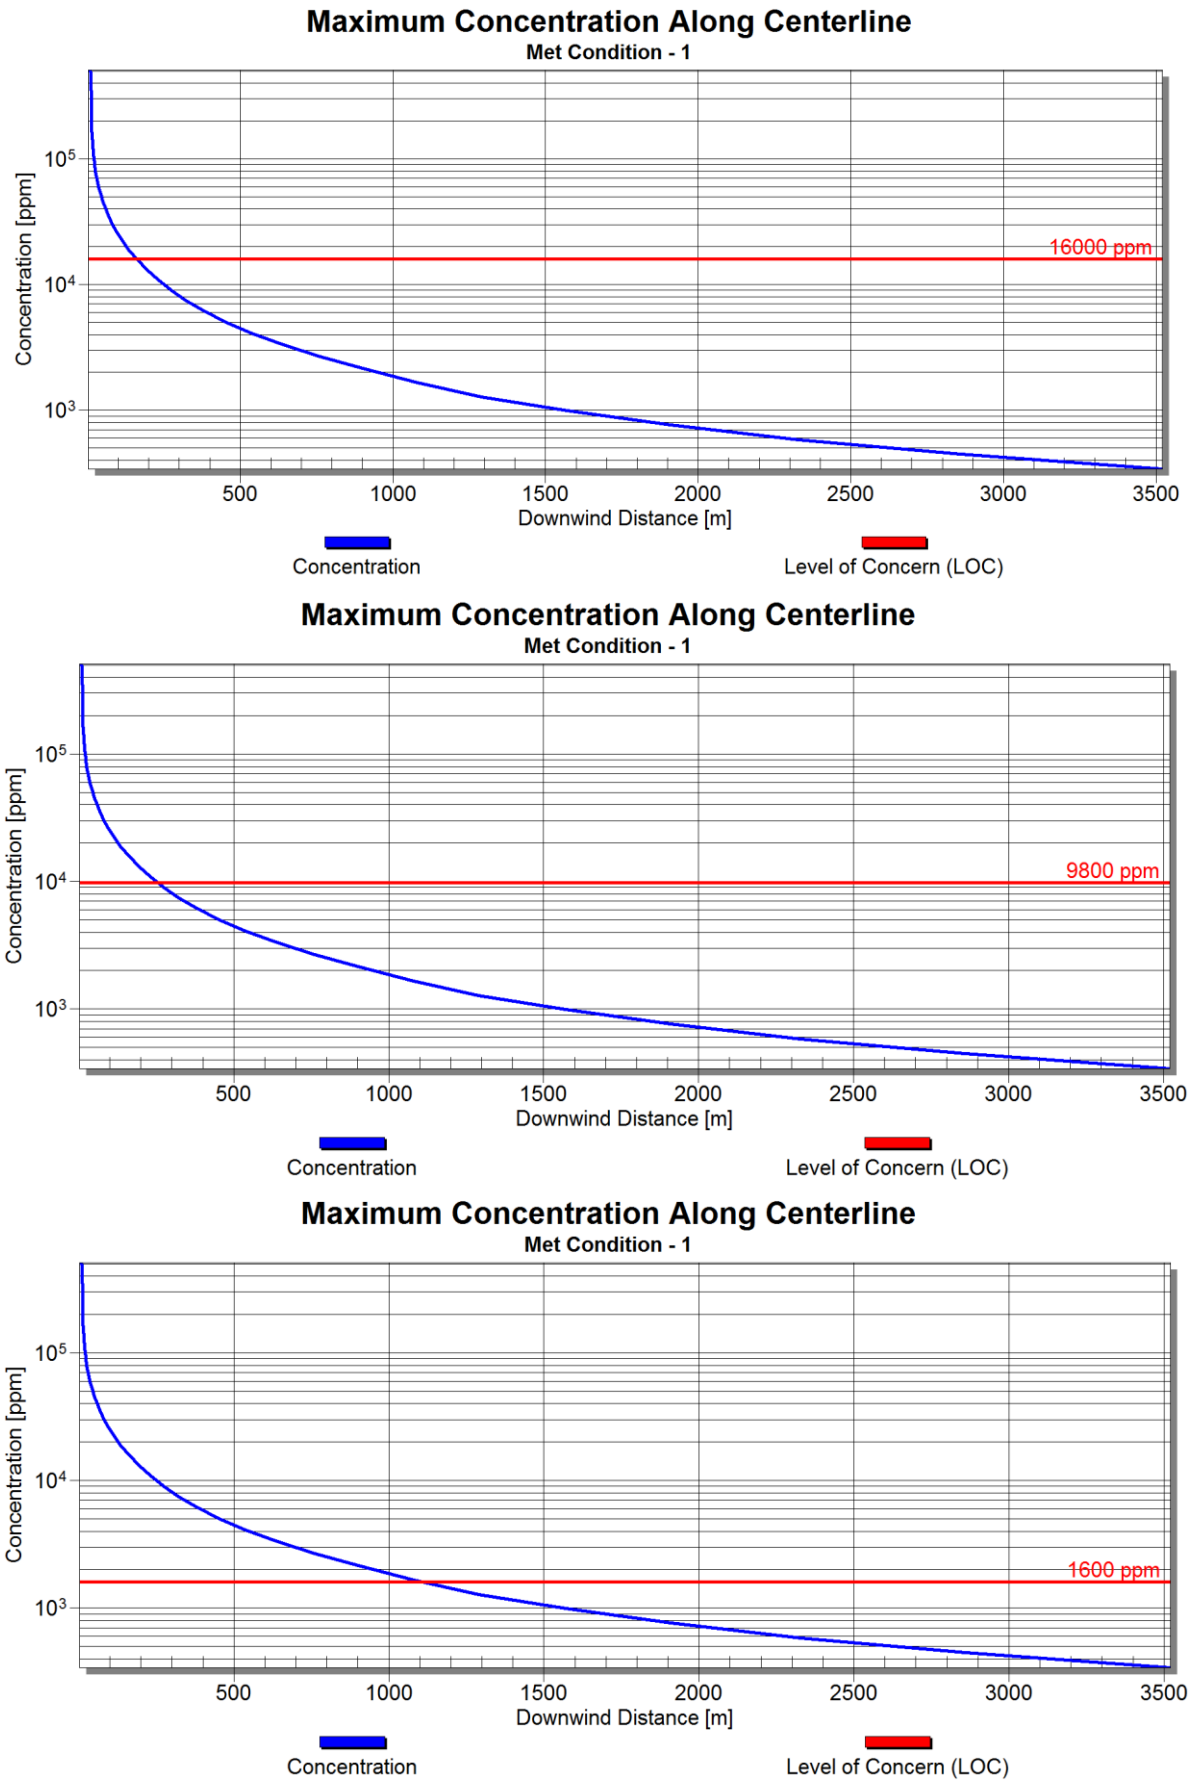 Maximum Concentration Along Centerline
Met Condition - 1
Concentration [ppm]
10⁵
16000 ppm
10⁴
10³
500 1000 1500 2000 2500 3000 3500
Downwind Distance [m]
Concentration Level of Concern (LOC)
Maximum Concentration Along Centerline
Met Condition - 1
Concentration [ppm]
10⁵
9800 ppm
10⁴
10³
500 1000 1500 2000 2500 3000 3500
Downwind Distance [m]
Concentration Level of Concern (LOC)
Maximum Concentration Along Centerline
Met Condition - 1
Concentration [ppm]
10⁵
10⁴
1600 ppm
10³
500 1000 1500 2000 2500 3000 3500
Downwind Distance [m]
Concentration Level of Concern (LOC)